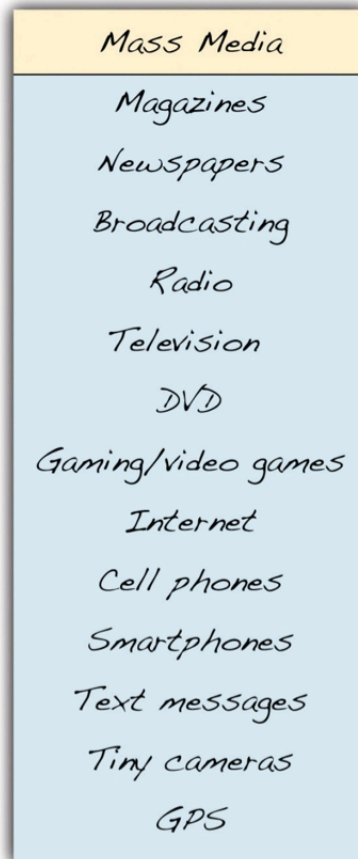 Mass Media
Magazines
Newspapers
Broadcasting
Radio
Television
DVD
Gaming/video games
Internet
Cell phones
Smartphones
Text messages
Tiny cameras
GPS